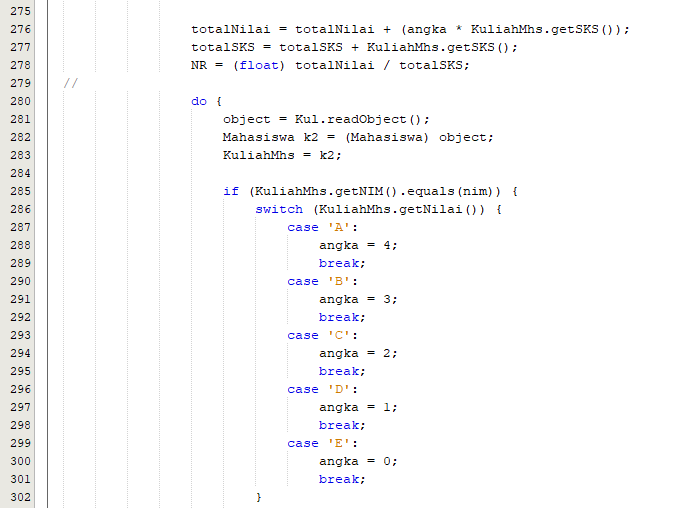 275
276 totalNilai = totalNilai + (angka * KuliahMhs.getSKS());
277 totalSKS = totalSKS + KuliahMhs.getSKS();
278 NR = (float) totalNilai / totalSKS;
279 //
280 do {
281 object = Kul.readObject();
282 Mahasiswa k2 = (Mahasiswa) object;
283 KuliahMhs = k2;
284
285 if (KuliahMhs.getNIM().equals(nim)) {
286 switch (KuliahMhs.getNilai()) {
287 case 'A':
288 angka = 4;
289 break;
290 case 'B':
291 angka = 3;
292 break;
293 case 'C':
294 angka = 2;
295 break;
296 case 'D':
297 angka = 1;
298 break;
299 case 'E':
300 angka = 0;
301 break;
302 }